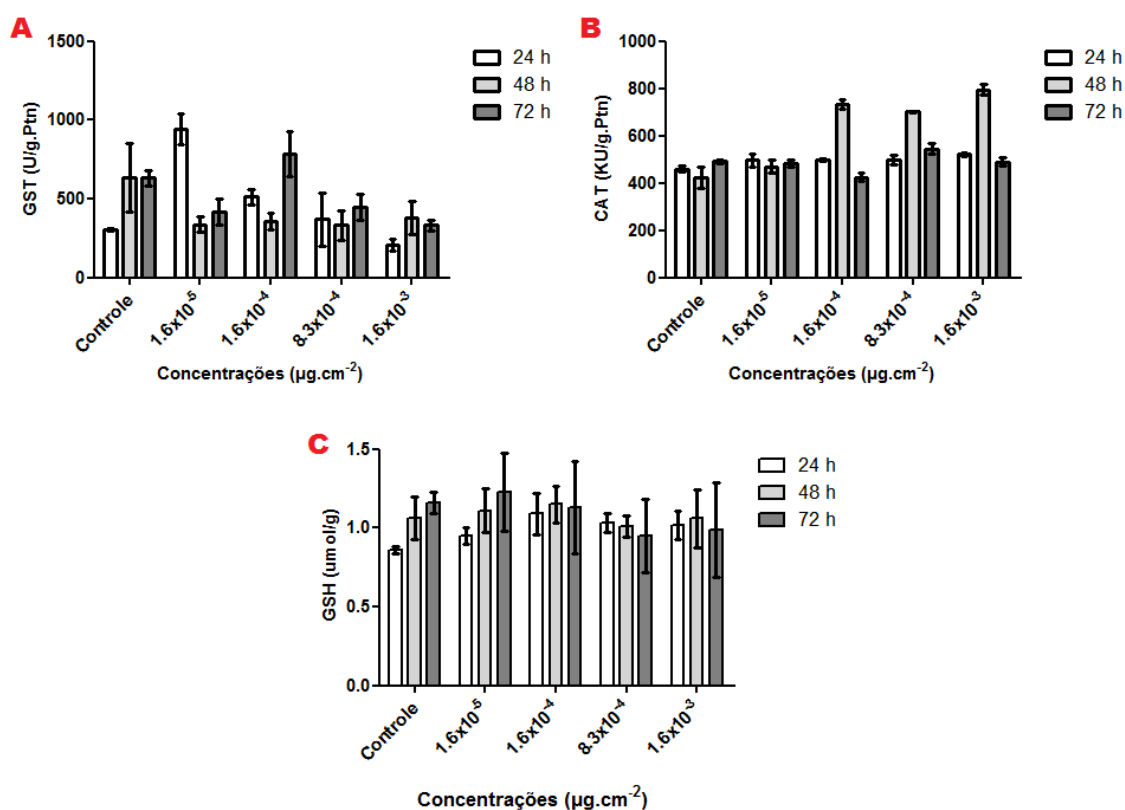 A
GST (U/g.Ptn)
1500
1000
500
0
24 h
48 h
72 h
Controle
1.6x10⁻⁵
1.6x10⁻⁴
8.3x10⁻⁴
1.6x10⁻³
Concentrações (µg.cm⁻²)
B
CAT (KU/g.Ptn)
1000
800
600
400
200
0
24 h
48 h
72 h
Controle
1.6x10⁻⁵
1.6x10⁻⁴
8.3x10⁻⁴
1.6x10⁻³
Concentrações (µg.cm⁻²)
C
GSH (umol/g)
1.5
1.0
0.5
0.0
24 h
48 h
72 h
Controle
1.6x10⁻⁵
1.6x10⁻⁴
8.3x10⁻⁴
1.6x10⁻³
Concentrações (µg.cm⁻²)